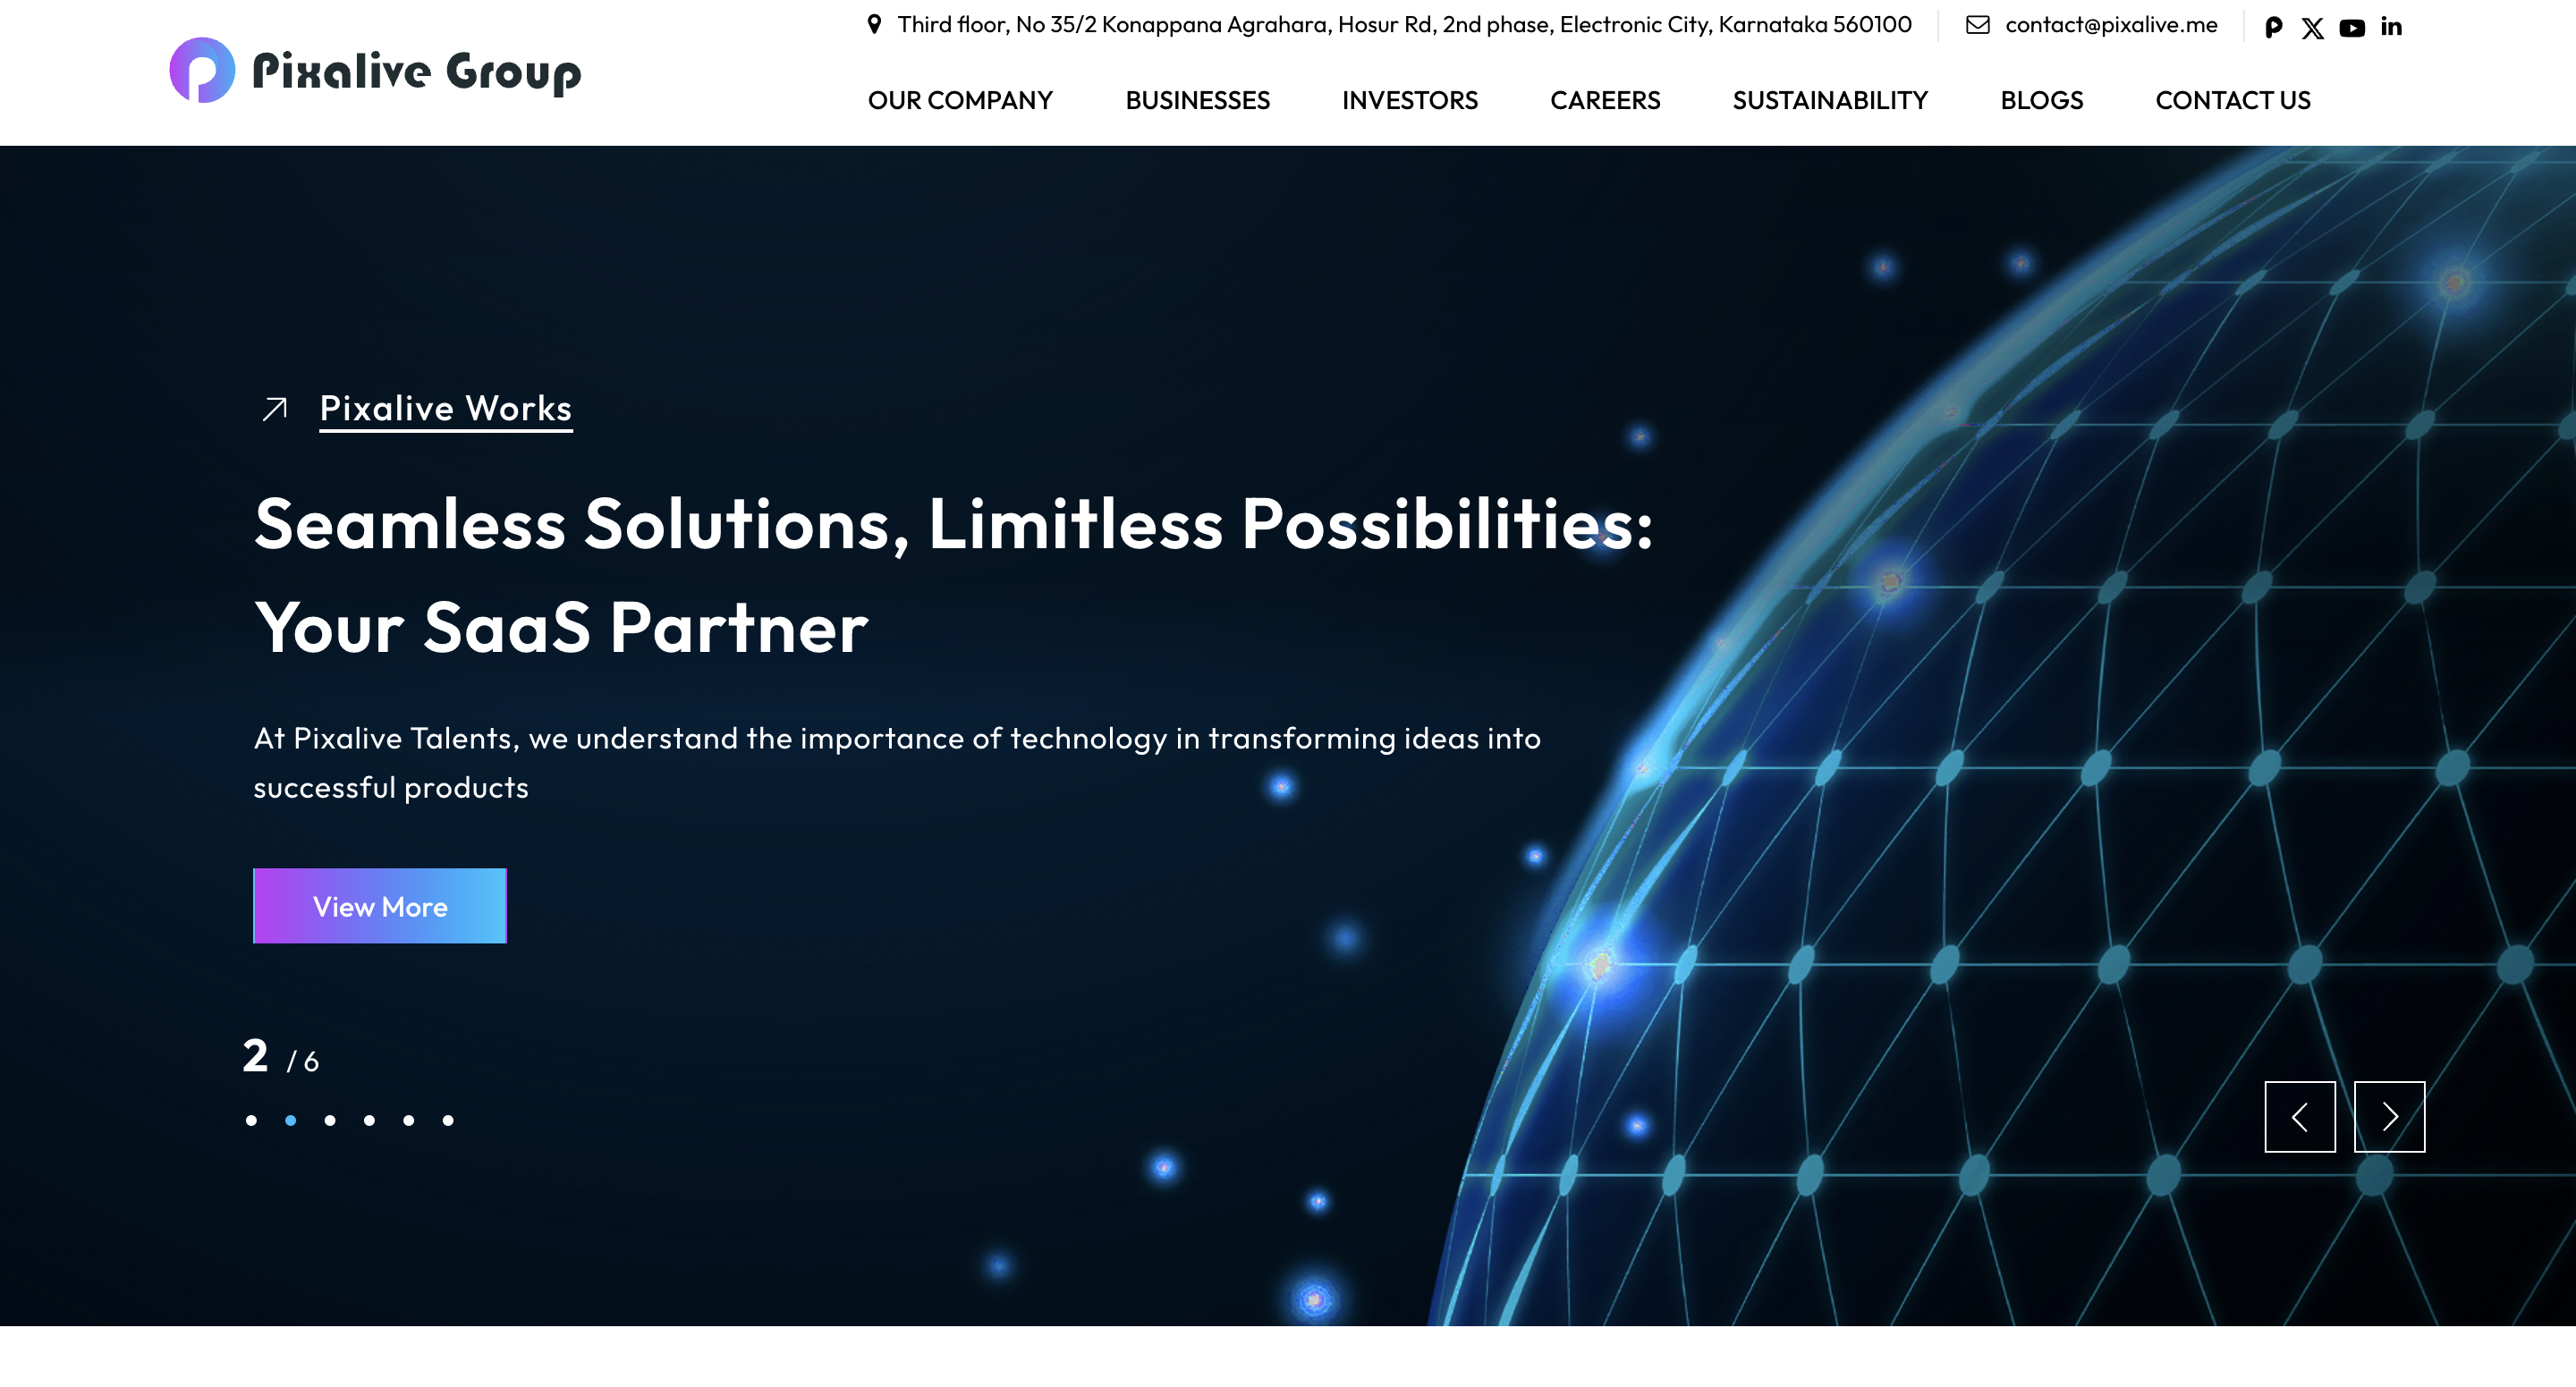 Third floor, No 35/2 Konappana Agrahara, Hosur Rd, 2nd phase, Electronic City, Karnataka 560100
contact@pixalive.me
Pixalive Group
OUR COMPANY BUSINESSES INVESTORS CAREERS SUSTAINABILITY BLOGS CONTACT US
Pixalive Works
Seamless Solutions, Limitless Possibilities:
Your SaaS Partner
At Pixalive Talents, we understand the importance of technology in transforming ideas into
successful products
View More
2 / 6